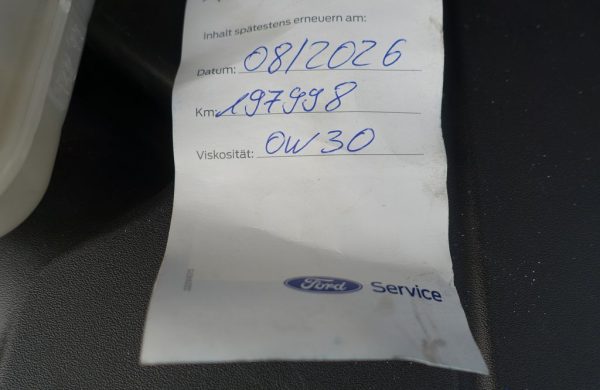 Inhalt spätestens erneuern am:
Datum: 08/2026
Km: 197998
Viskosität: 0W30
Ford Service